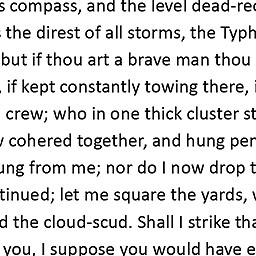 s compass, and the level dead-rec
the direst of all storms, the Typh
but if thou art a brave man thou
, if kept constantly towing there, i
crew; who in one thick cluster st
cohered together, and hung pen
ung from me; nor do I now drop t
tinued; let me square the yards,
d the cloud-scud. Shall I strike tha
you, I suppose you would have e